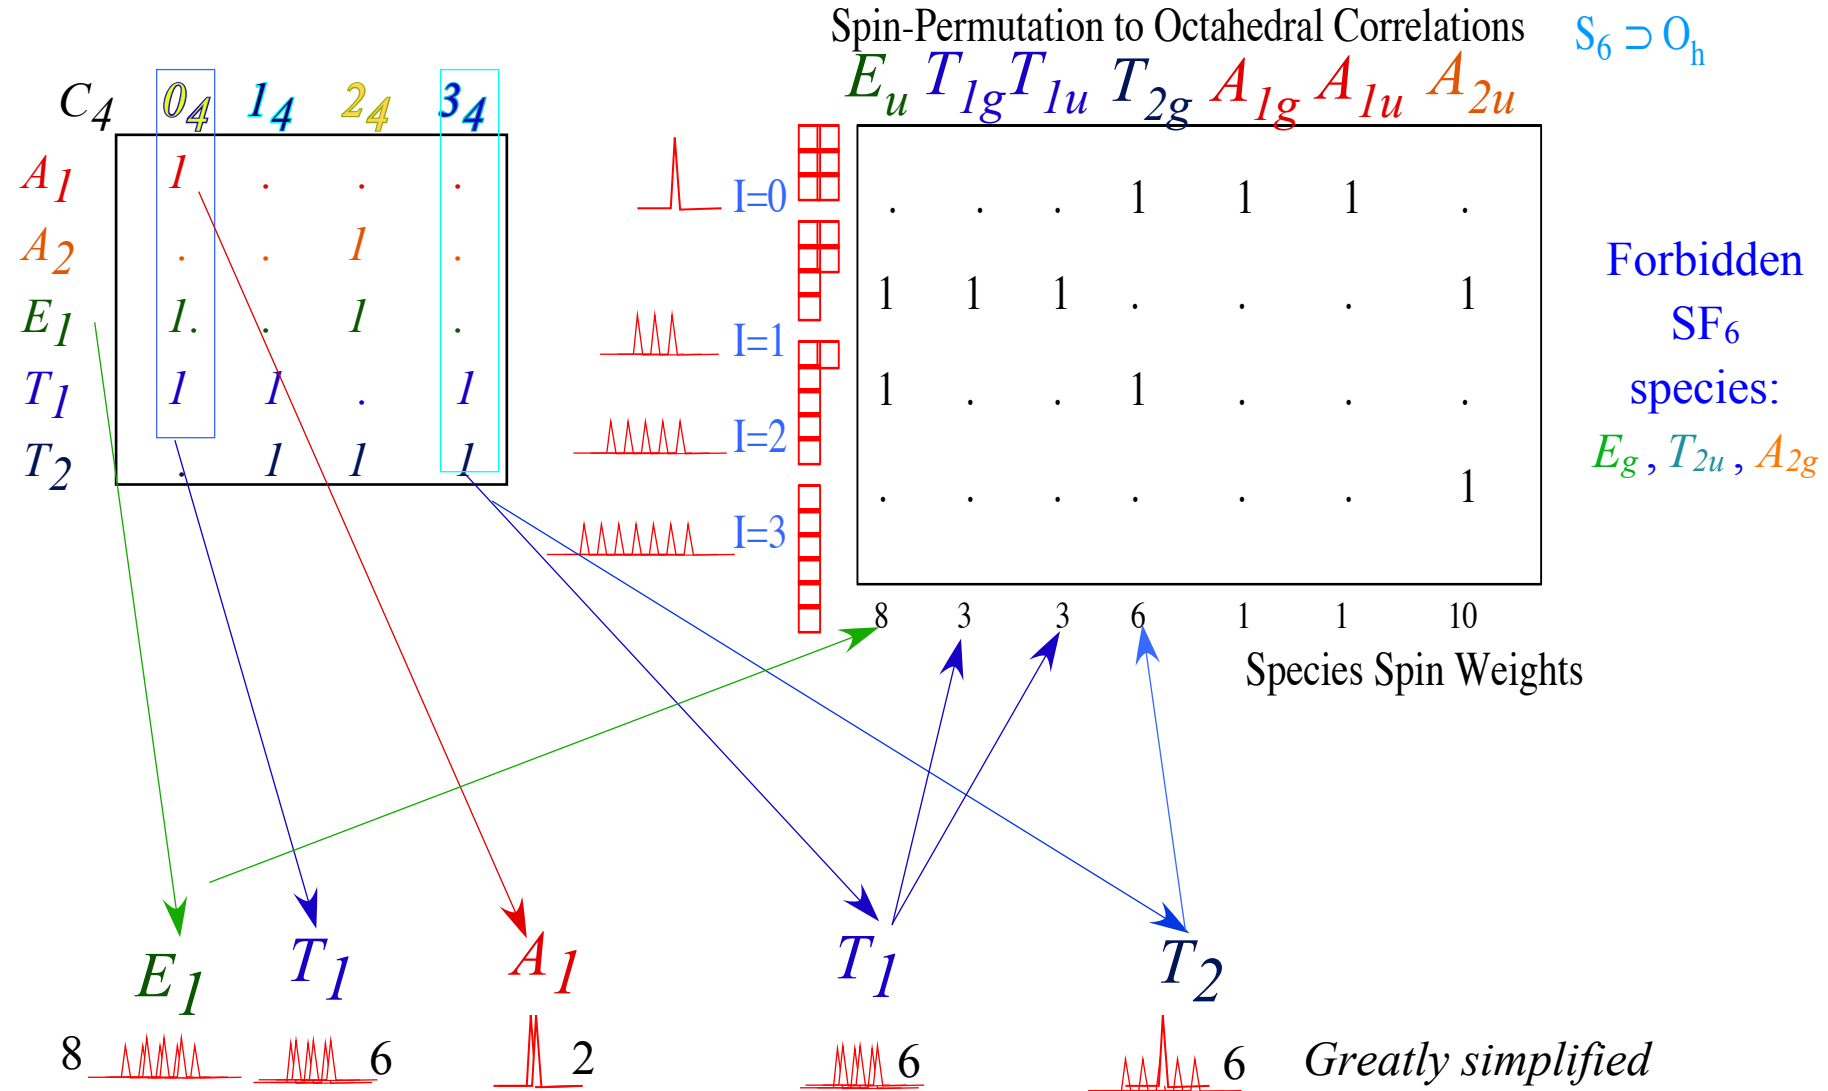 Spin-Permutation to Octahedral Correlations
S6 ⊃ Oh
C4 04 14 24 34
A1 1 . . .
A2 . . 1 .
E1 1. . 1 .
T1 1 1 . 1
T2 . 1 1 1
Eu T1g T1u T2g A1g A1u A2u
I=0 . . . 1 1 1 .
I=1 1 1 1 . . . 1
I=2 1 . . 1 . . .
I=3 . . . . . . 1
8 3 3 6 1 1 10
Species Spin Weights
Forbidden
SF6
species:
Eg , T2u , A2g
E1 T1 A1 T1 T2
8 6 2 6 6 Greatly simplified